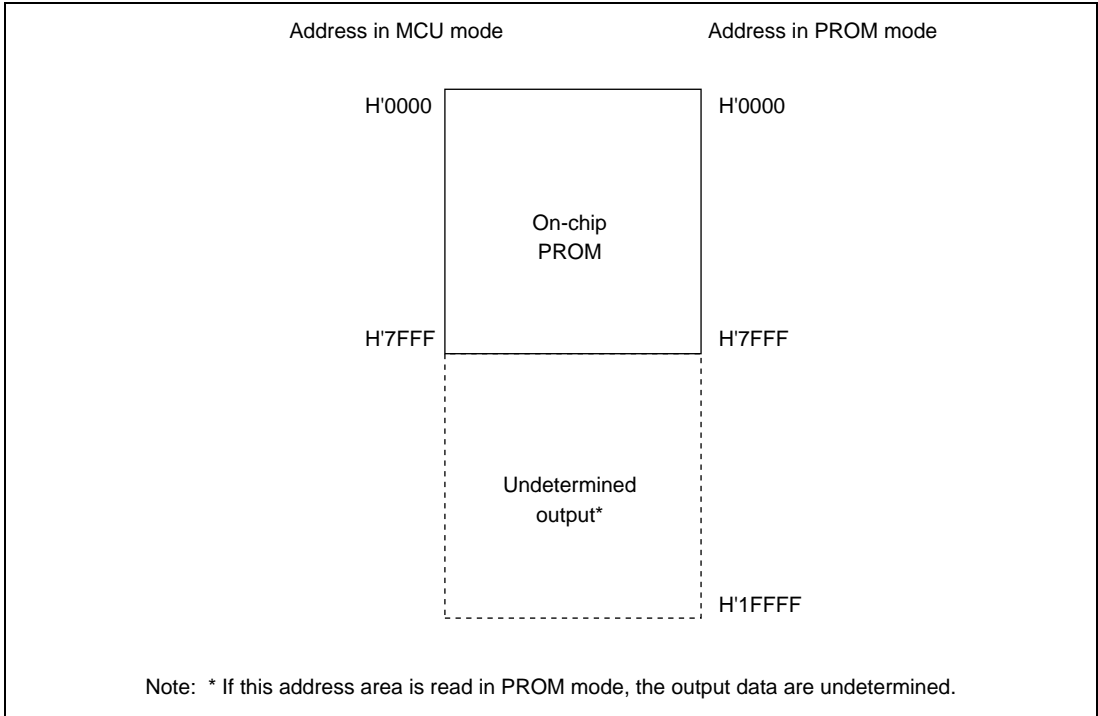 Address in MCU mode Address in PROM mode
H'0000 H'0000
On-chip
PROM
H'7FFF H'7FFF
Undetermined
output*
H'1FFFF
Note: * If this address area is read in PROM mode, the output data are undetermined.